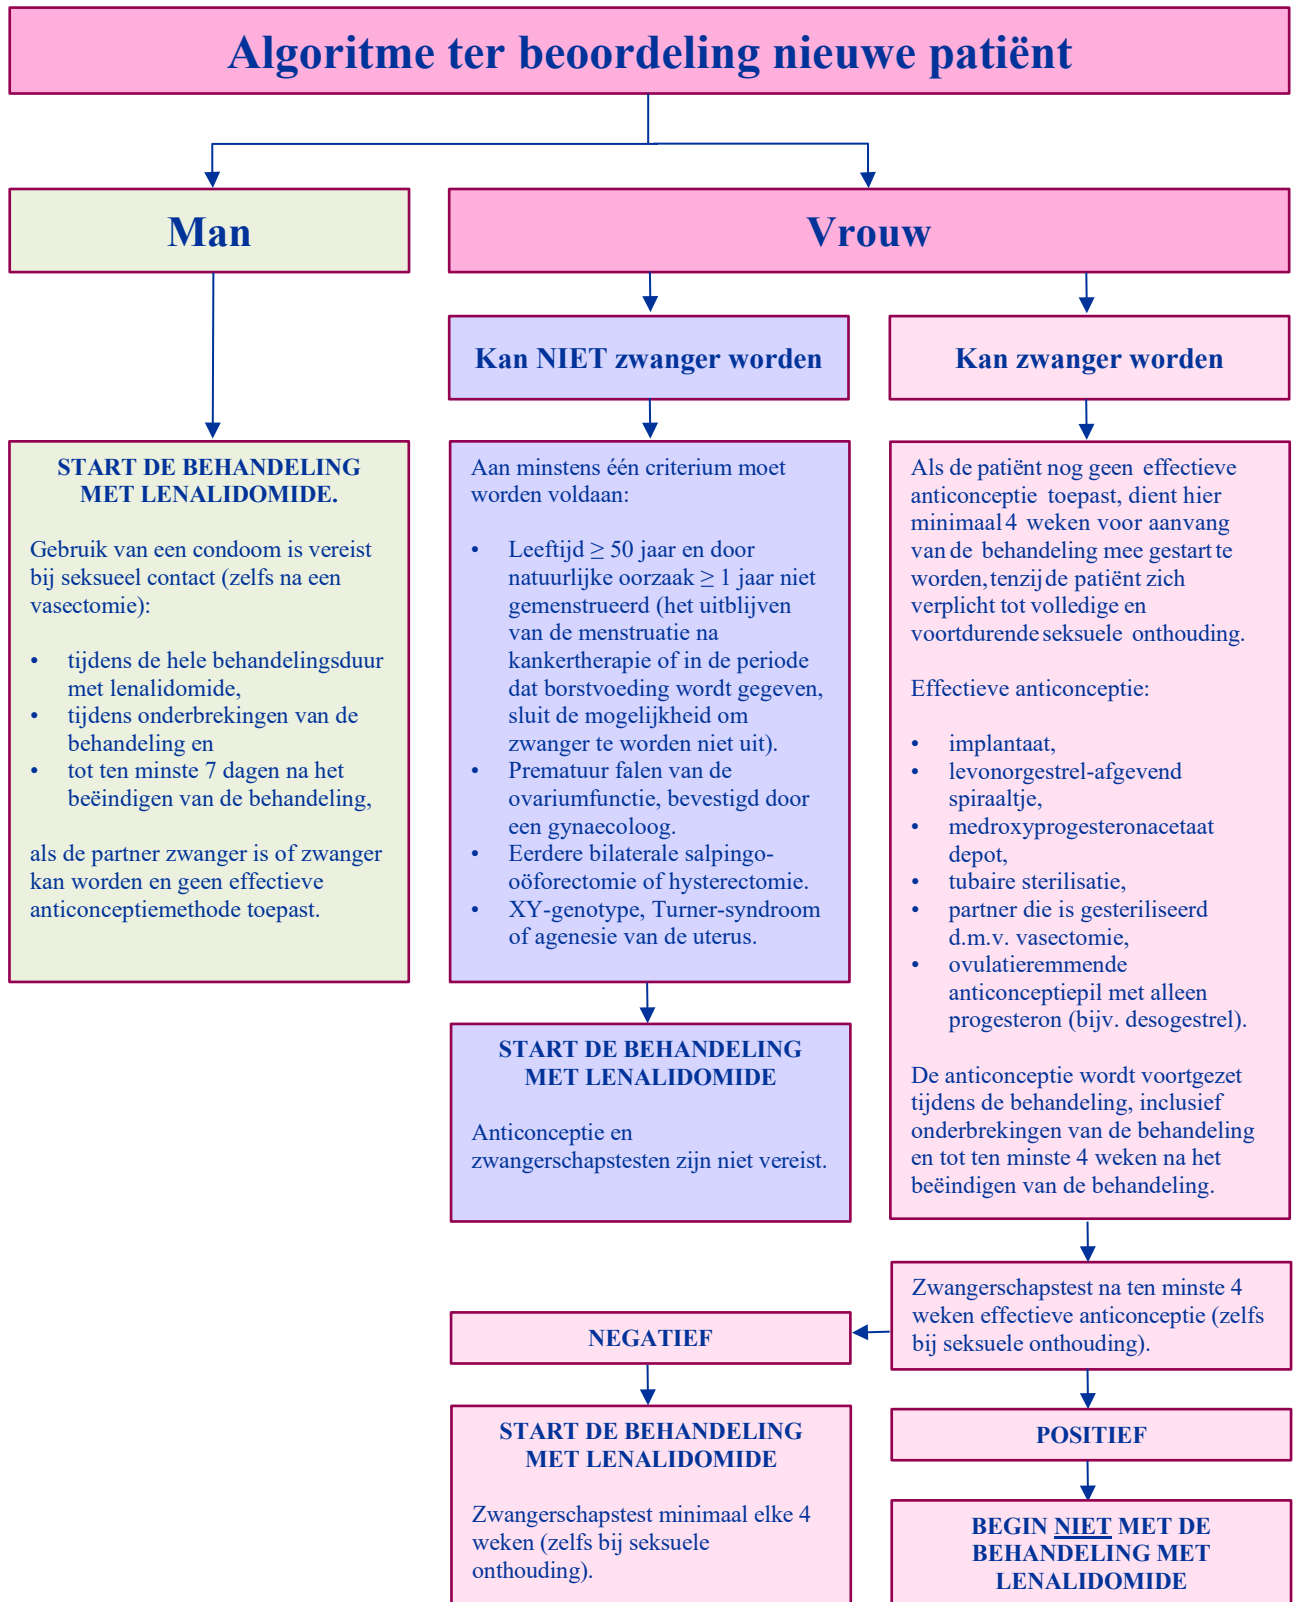 Algoritme ter beoordeling nieuwe patiënt
Man
Vrouw
Kan NIET zwanger worden
Kan zwanger worden
START DE BEHANDELING
MET LENALIDOMIDE.
Gebruik van een condoom is vereist
bij seksueel contact (zelfs na een
vasectomie):
• tijdens de hele behandelingsduur
met lenalidomide,
• tijdens onderbrekingen van de
behandeling en
• tot ten minste 7 dagen na het
beëindigen van de behandeling,
als de partner zwanger is of zwanger
kan worden en geen effectieve
anticonceptiemethode toepast.
Aan minstens één criterium moet
worden voldaan:
• Leeftijd ≥ 50 jaar en door
natuurlijke oorzaak ≥ 1 jaar niet
gemenstrueerd (het uitblijven
van de menstruatie na
kankertherapie of in de periode
dat borstvoeding wordt gegeven,
sluit de mogelijkheid om
zwanger te worden niet uit).
• Prematuur falen van de
ovariumfunctie, bevestigd door
een gynaecoloog.
• Eerdere bilaterale salpingo-
oöforectomie of hysterectomie.
• XY-genotype, Turner-syndroom
of agenesie van de uterus.
START DE BEHANDELING
MET LENALIDOMIDE
Anticonceptie en
zwangerschapstesten zijn niet vereist.
Als de patiënt nog geen effectieve
anticonceptie toepast, dient hier
minimaal 4 weken voor aanvang
van de behandeling mee gestart te
worden, tenzij de patiënt zich
verplicht tot volledige en
voortdurende seksuele onthouding.
Effectieve anticonceptie:
• implantaat,
• levonorgestrel-afgevend
spiraaltje,
• medroxyprogesteronacetaat
depot,
• tubaire sterilisatie,
• partner die is gesteriliseerd
d.m.v. vasectomie,
• ovulatieremmende
anticonceptiepil met alleen
progesteron (bijv. desogestrel).
De anticonceptie wordt voortgezet
tijdens de behandeling, inclusief
onderbrekingen van de behandeling
en tot ten minste 4 weken na het
beëindigen van de behandeling.
Zwangerschapstest na ten minste 4
weken effectieve anticonceptie (zelfs
bij seksuele onthouding).
NEGATIEF
START DE BEHANDELING
MET LENALIDOMIDE
Zwangerschapstest minimaal elke 4
weken (zelfs bij seksuele
onthouding).
POSITIEF
BEGIN NIET MET DE
BEHANDELING MET
LENALIDOMIDE